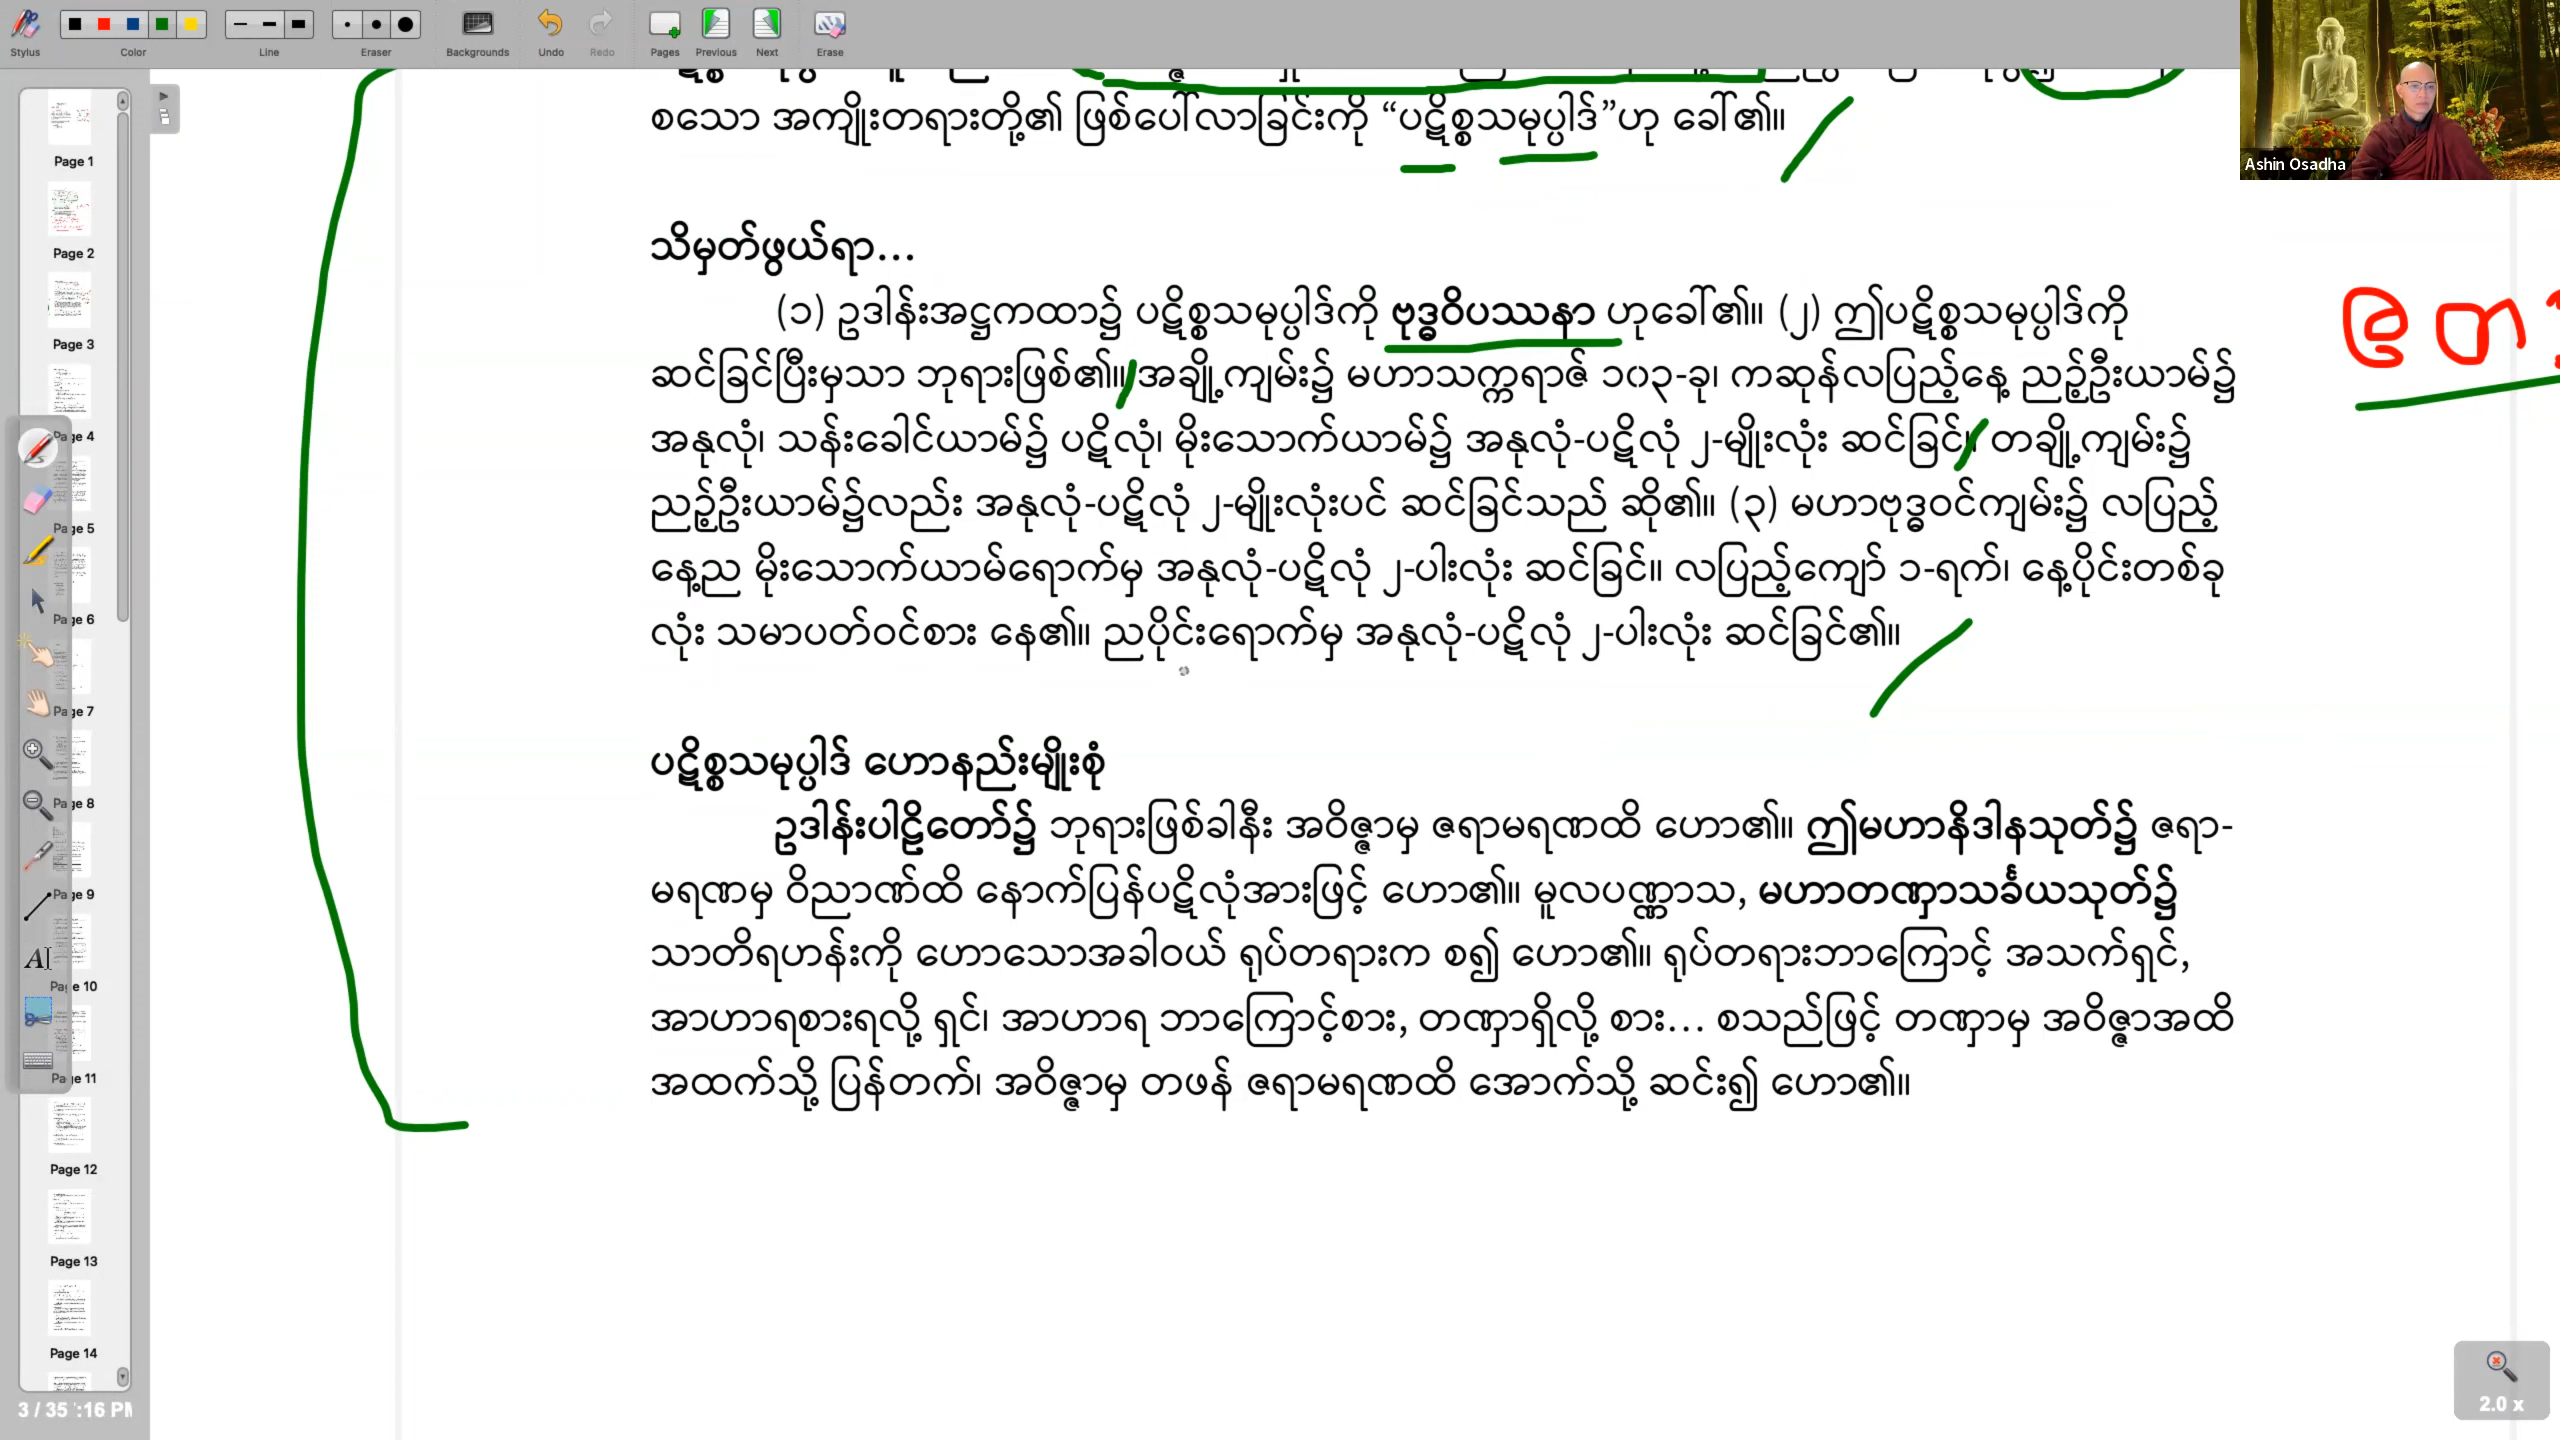 Stylus
Color
Line
Eraser
Backgrounds
Undo
Redo
Pages
Previous
Next
Erase
Ashin Osadha
စသော အကျိုးတရားတို့၏ ဖြစ်ပေါ်လာခြင်းကို “ပဋိစ္စသမုပ္ပါဒ်”ဟု ခေါ်၏။
သိမှတ်ဖွယ်ရာ...
(၁) ဥဒါန်းအဋ္ဌကထာ၌ ပဋိစ္စသမုပ္ပါဒ်ကို ဗုဒ္ဓဝိပဿနာ ဟုခေါ်၏။ (၂) ဤပဋိစ္စသမုပ္ပါဒ်ကို
ဆင်ခြင်ပြီးမှသာ ဘုရားဖြစ်၏။ အချို့ကျမ်း၌ မဟာသက္ကရာဇ် ၁၀၃-ခု၊ ကဆုန်လပြည့်နေ့ ညဉ့်ဦးယာမ်၌
အနုလုံ၊ သန်းခေါင်ယာမ်၌ ပဋိလုံ၊ မိုးသောက်ယာမ်၌ အနုလုံ-ပဋိလုံ ၂-မျိုးလုံး ဆင်ခြင်၊ တချို့ကျမ်း၌
ညဉ့်ဦးယာမ်၌လည်း အနုလုံ-ပဋိလုံ ၂-မျိုးလုံးပင် ဆင်ခြင်သည် ဆို၏။ (၃) မဟာဗုဒ္ဓဝင်ကျမ်း၌ လပြည့်
နေ့ည မိုးသောက်ယာမ်ရောက်မှ အနုလုံ-ပဋိလုံ ၂-ပါးလုံး ဆင်ခြင်။ လပြည့်ကျော် ၁-ရက်၊ နေ့ပိုင်းတစ်ခု
လုံး သမာပတ်ဝင်စား နေ၏။ ညပိုင်းရောက်မှ အနုလုံ-ပဋိလုံ ၂-ပါးလုံး ဆင်ခြင်၏။
ပဋိစ္စသမုပ္ပါဒ် ဟောနည်းမျိုးစုံ
ဥဒါန်းပါဠိတော်၌ ဘုရားဖြစ်ခါနီး အဝိဇ္ဇာမှ ဇရာမရဏထိ ဟော၏။ ဤမဟာနိဒါနသုတ်၌ ဇရာ-
မရဏမှ ဝိညာဏ်ထိ နောက်ပြန်ပဋိလုံအားဖြင့် ဟော၏။ မူလပဏ္ဏာသ, မဟာတဏှာသင်္ခယသုတ်၌
သာတိရဟန်းကို ဟောသောအခါဝယ် ရုပ်တရားက စ၍ ဟော၏။ ရုပ်တရားဘာကြောင့် အသက်ရှင်,
အာဟာရစားရလို့ ရှင်၊ အာဟာရ ဘာကြောင့်စား, တဏှာရှိလို့ စား... စသည်ဖြင့် တဏှာမှ အဝိဇ္ဇာအထိ
အထက်သို့ ပြန်တက်၊ အဝိဇ္ဇာမှ တဖန် ဇရာမရဏထိ အောက်သို့ ဆင်း၍ ဟော၏။
Page 1
Page 2
Page 3
Page 4
Page 5
Page 6
Page 7
Page 8
Page 9
Page 10
Page 11
Page 12
Page 13
Page 14
3 / 35
:16 PM
2.0 x